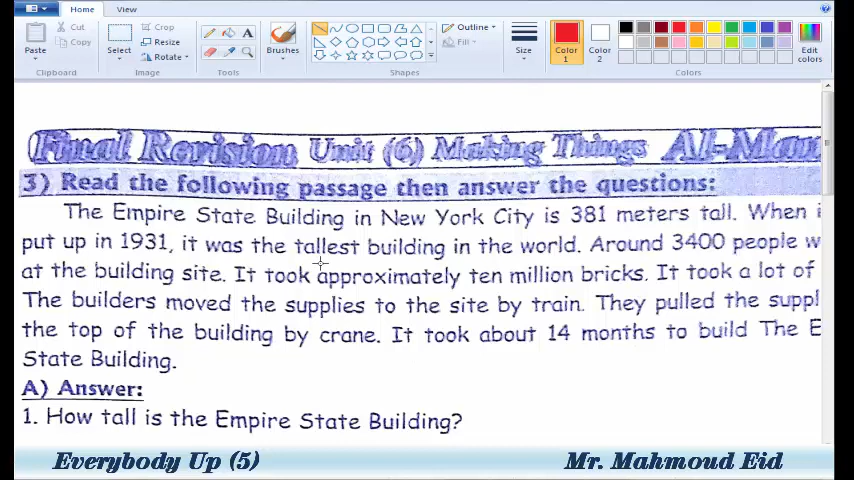 Home View
Cut
Copy
Paste
Clipboard
Select
Crop
Resize
Rotate
Image
Tools
Brushes
Shapes
Outline
Fill
Size
Color 1
Color 2
Edit colors
Colors
Final Revision Unit (6) Making Things
3) Read the following passage then answer the questions:
The Empire State Building in New York City is 381 meters tall. When
put up in 1931, it was the tallest building in the world. Around 3400 people
at the building site. It took approximately ten million bricks. It took a lot of
The builders moved the supplies to the site by train. They pulled the suppl
the top of the building by crane. It took about 14 months to build The E
State Building.
A) Answer:
1. How tall is the Empire State Building?
Everybody Up (5) Mr. Mahmoud Eid